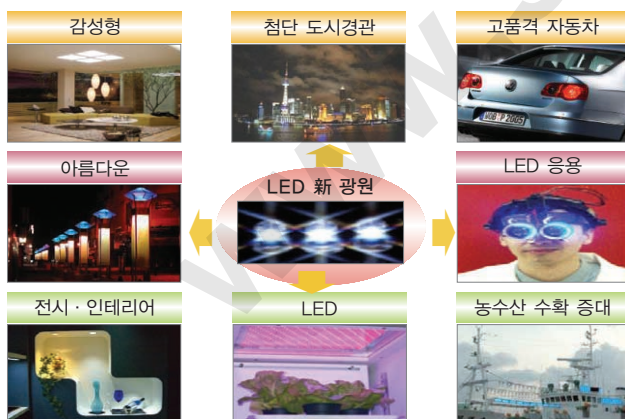 감성형
첨단 도시경관
고품격 자동차
아름다운
LED 新 광원
LED 응용
전시 · 인테리어
LED
농수산 수확 증대